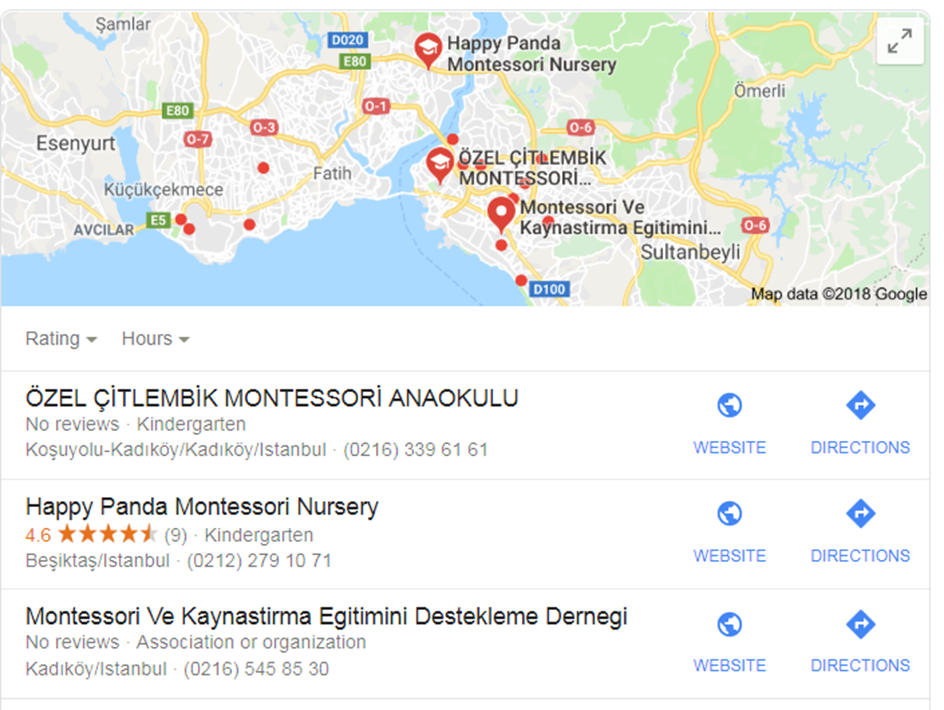 Şamlar
D020
Happy Panda
Montessori Nursery
E80
Ömerli
O-1
E80
O-3
O-6
O-7
Esenyurt
ÖZEL ÇİTLEMBİK
MONTESSORİ...
Fatih
Küçükçekmece
Montessori Ve
Kaynastirma Egitimini...
E5
AVCILAR
O-6
Sultanbeyli
D100
Map data ©2018 Google
Rating Hours
ÖZEL ÇİTLEMBİK MONTESSORİ ANAOKULU
No reviews · Kindergarten
Koşuyolu-Kadıköy/Kadıköy/Istanbul · (0216) 339 61 61
WEBSITE DIRECTIONS
Happy Panda Montessori Nursery
4.6 (9) · Kindergarten
Beşiktaş/Istanbul · (0212) 279 10 71
WEBSITE DIRECTIONS
Montessori Ve Kaynastirma Egitimini Destekleme Dernegi
No reviews · Association or organization
Kadıköy/Istanbul · (0216) 545 85 30
WEBSITE DIRECTIONS